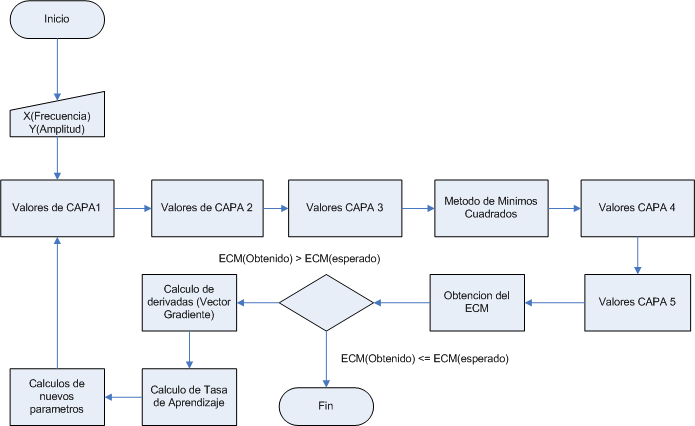 Inicio
X(Frecuencia)
Y(Amplitud)
Valores de CAPA1
Valores de CAPA 2
Valores CAPA 3
Metodo de Minimos
Cuadrados
Valores CAPA 4
Valores CAPA 5
Obtencion del
ECM
ECM(Obtenido) > ECM(esperado)
Calculo de
derivadas (Vector
Gradiente)
ECM(Obtenido) <= ECM(esperado)
Calculo de Tasa
de Aprendizaje
Calculos de
nuevos
parametros
Fin